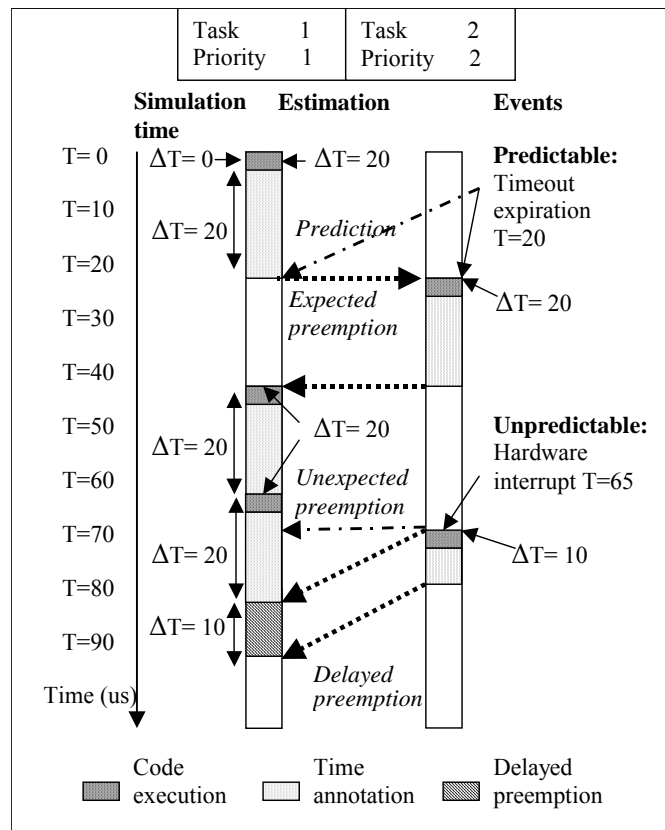 Task 1
Priority 1
Task 2
Priority 2
Simulation
time
Estimation
Events
T= 0
ΔT= 0
ΔT= 20
Predictable:
Timeout
expiration
T=20
T=10
ΔT= 20
Prediction
T=20
Expected
preemption
T=30
ΔT= 20
T=40
T=50
ΔT= 20
ΔT= 20
Unpredictable:
Hardware
interrupt T=65
T=60
Unexpected
preemption
T=70
ΔT= 20
ΔT= 10
T=80
T=90
ΔT= 10
Delayed
preemption
Time (us)
Code
execution
Time
annotation
Delayed
preemption